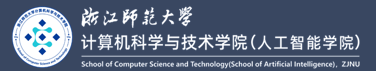 浙江师范大学
计算机科学与技术学院(人工智能学院)
School of Computer Science and Technology(School of Artificial Intelligence), ZJNU